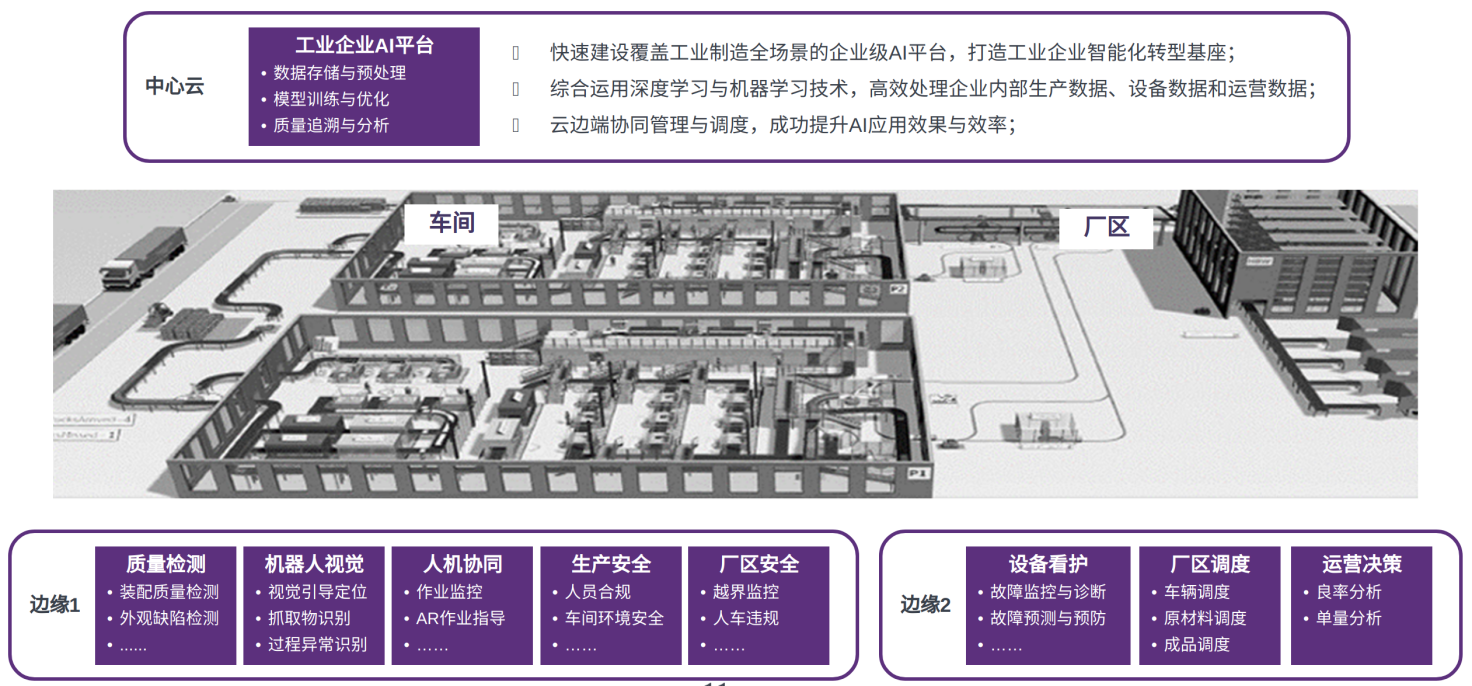 中心云
工业企业AI平台
• 数据存储与预处理
• 模型训练与优化
• 质量追溯与分析
快速建设覆盖工业制造全场景的企业级AI平台，打造工业企业智能化转型基座；
综合运用深度学习与机器学习技术，高效处理企业内部生产数据、设备数据和运营数据；
云边端协同管理与调度，成功提升AI应用效果与效率；
车间
厂区
P2
P1
边缘1
质量检测
• 装配质量检测
• 外观缺陷检测
• ......
机器人视觉
• 视觉引导定位
• 抓取物识别
• 过程异常识别
人机协同
• 作业监控
• AR作业指导
• ……
生产安全
• 人员合规
• 车间环境安全
• ……
厂区安全
• 越界监控
• 人车违规
• ……
边缘2
设备看护
• 故障监控与诊断
• 故障预测与预防
• ……
厂区调度
• 车辆调度
• 原材料调度
• 成品调度
运营决策
• 良率分析
• 单量分析